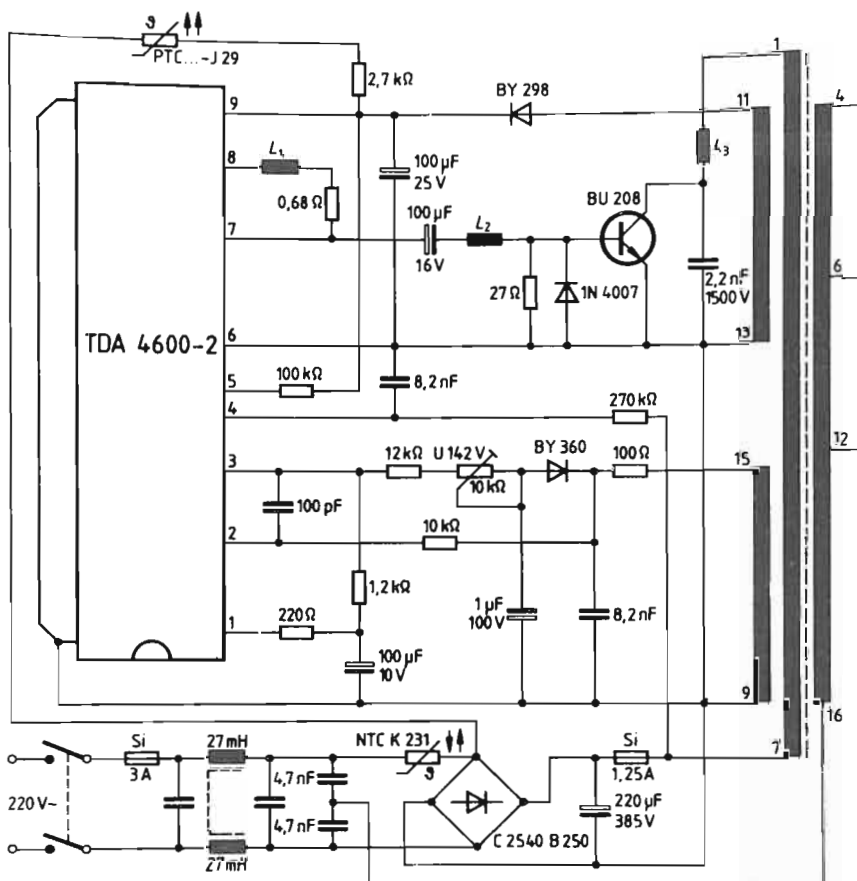 ϑ
PTC...-J 29
2,7 kΩ
1
4
BY 298
9
11
8
L1
100 µF
25 V
L3
0,68 Ω
BU 208
100 µF
7
L2
16V
27Ω
1N 4007
2,2 nF
1500 V
6
13
6
TDA 4600-2
100 kΩ
8,2 nF
5
270 kΩ
4
12
12kΩ
U 142 V
BY 360
100 Ω
3
15
10 kΩ
100 pF
2
10 kΩ
1,2 kΩ
1 µF
100 V
8,2 nF
220 Ω
1
100 µF
10 V
9
16
Si
27 mH
NTC K 231
Si
7
3 A
ϑ
1,25A
4,7 nF
220 V~
220 µF
385 V
4,7 nF
C 2540 B 250
27 mH